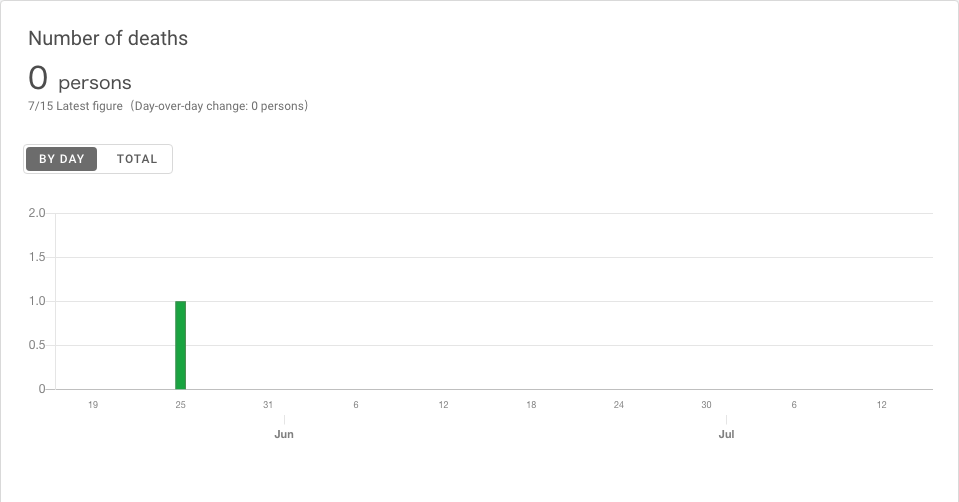 Number of deaths
0 persons
7/15 Latest figure (Day-over-day change: 0 persons)
BY DAY TOTAL
2.0
1.5
1.0
0.5
0
19 25 31 6 12 18 24 30 6 12
Jun Jul